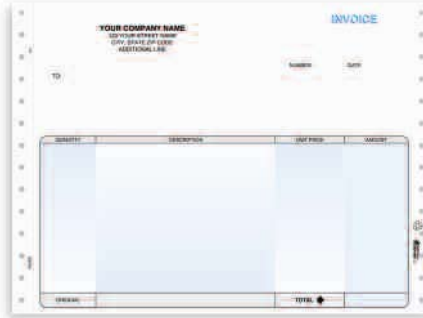 INVOICE
YOUR COMPANY NAME
123 YOUR STREET NAME
CITY, STATE ZIP CODE
ADDITIONAL LINE
NUMBER DATE
TO
QUANTITY DESCRIPTION UNIT PRICE AMOUNT
TOTAL